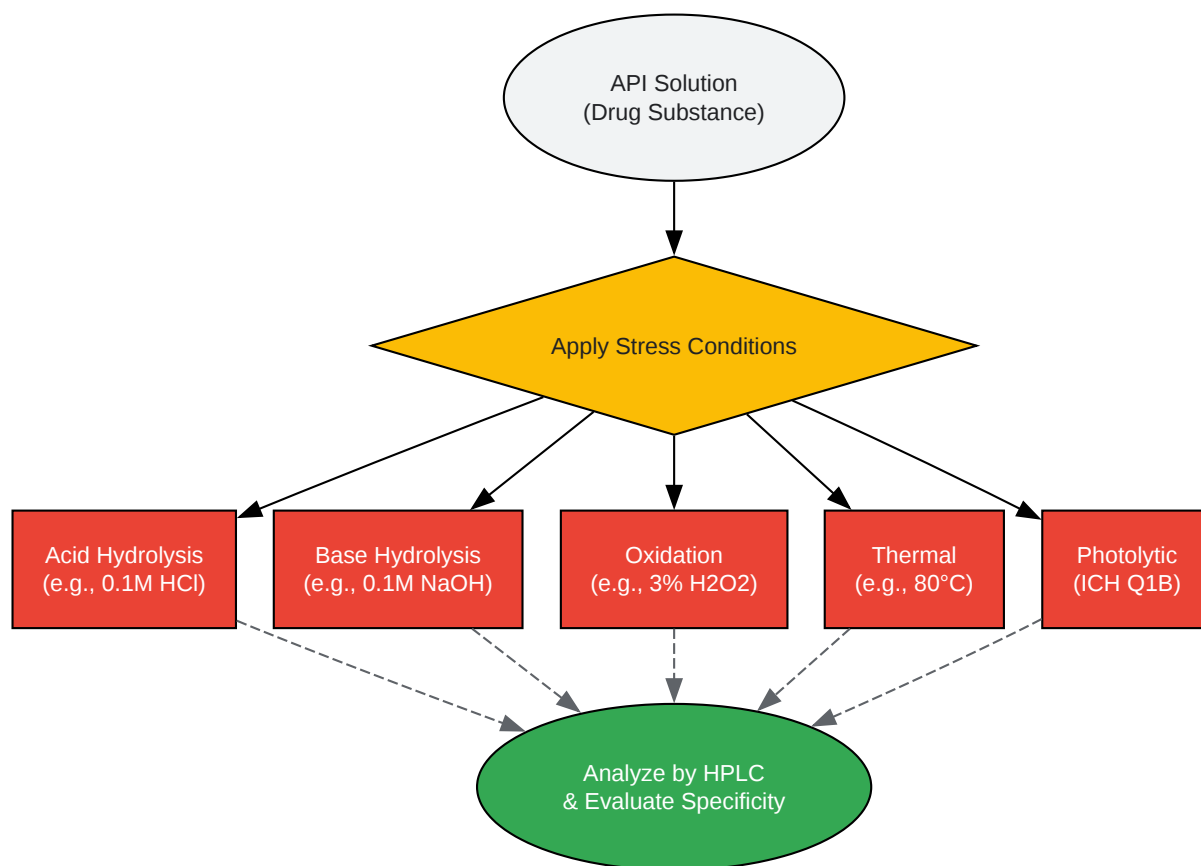 API Solution
(Drug Substance)
Apply Stress Conditions
Acid Hydrolysis
(e.g., 0.1M HCl)
Base Hydrolysis
(e.g., 0.1M NaOH)
Oxidation
(e.g., 3% H2O2)
Thermal
(e.g., 80°C)
Photolytic
(ICH Q1B)
Analyze by HPLC
& Evaluate Specificity